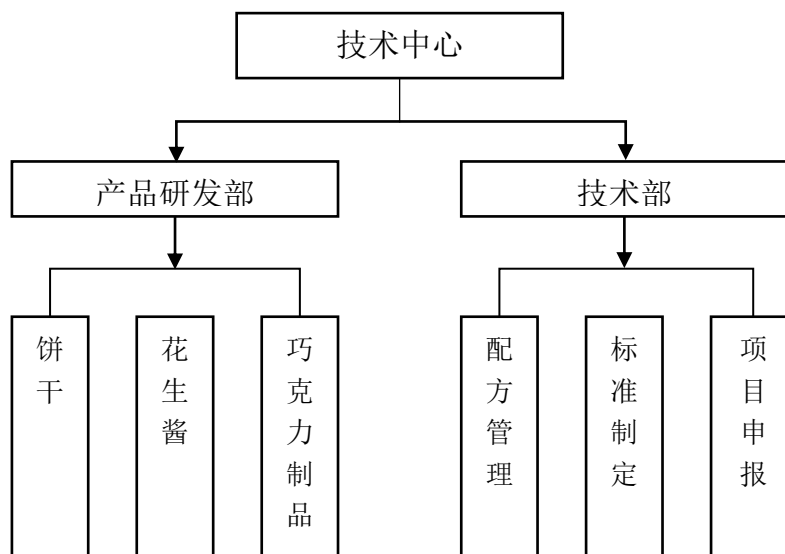 技术中心
产品研发部
技术部
饼干
花生酱
巧克力制品
配方管理
标准制定
项目申报